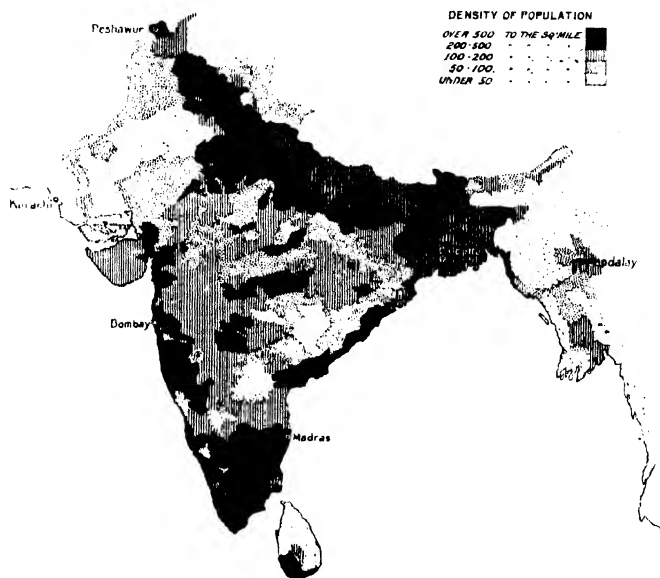 DENSITY OF POPULATION
OVER 500 TO THE SQ. MILE
200-500 " " " "
100-200 " " " "
50-100 " " " "
UNDER 50 " " " "
Peshawur
Karachi
Bombay
Madras